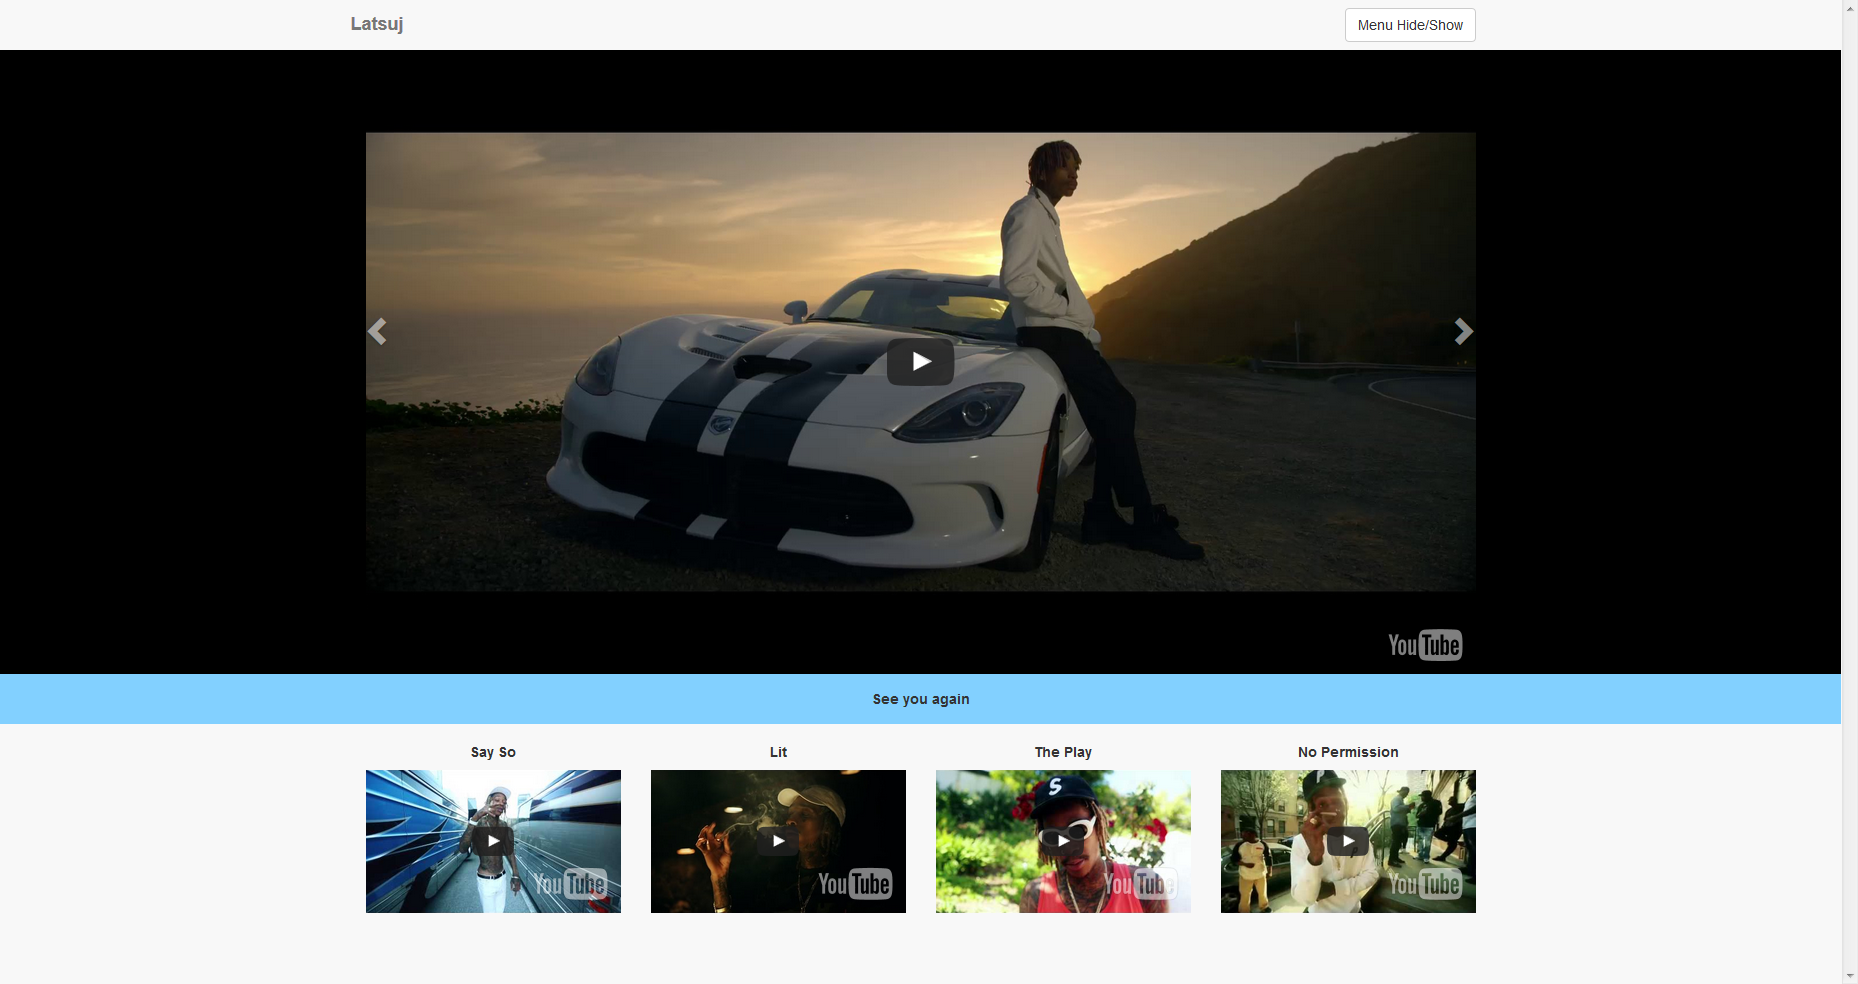 Latsuj
Menu Hide/Show
YouTube
See you again
Say So
Lit
The Play
No Permission
S
P
YouTube
YouTube
YouTube
YouTube